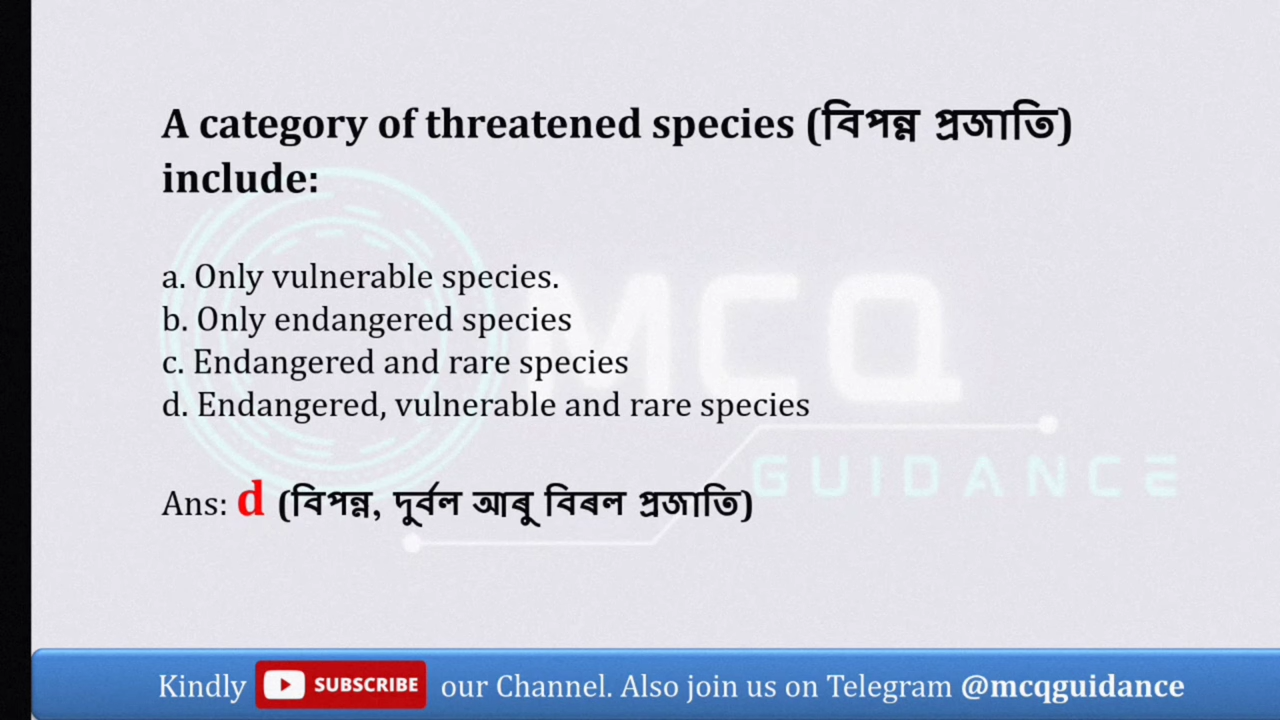 A category of threatened species (বিপন্ন প্ৰজাতি)
include:
a. Only vulnerable species.
b. Only endangered species
c. Endangered and rare species
d. Endangered, vulnerable and rare species
MCQ
GUIDANCE
Ans: d (বিপন্ন, দুৰ্বল আৰু বিৰল প্ৰজাতি)
Kindly SUBSCRIBE our Channel. Also join us on Telegram @mcqguidance